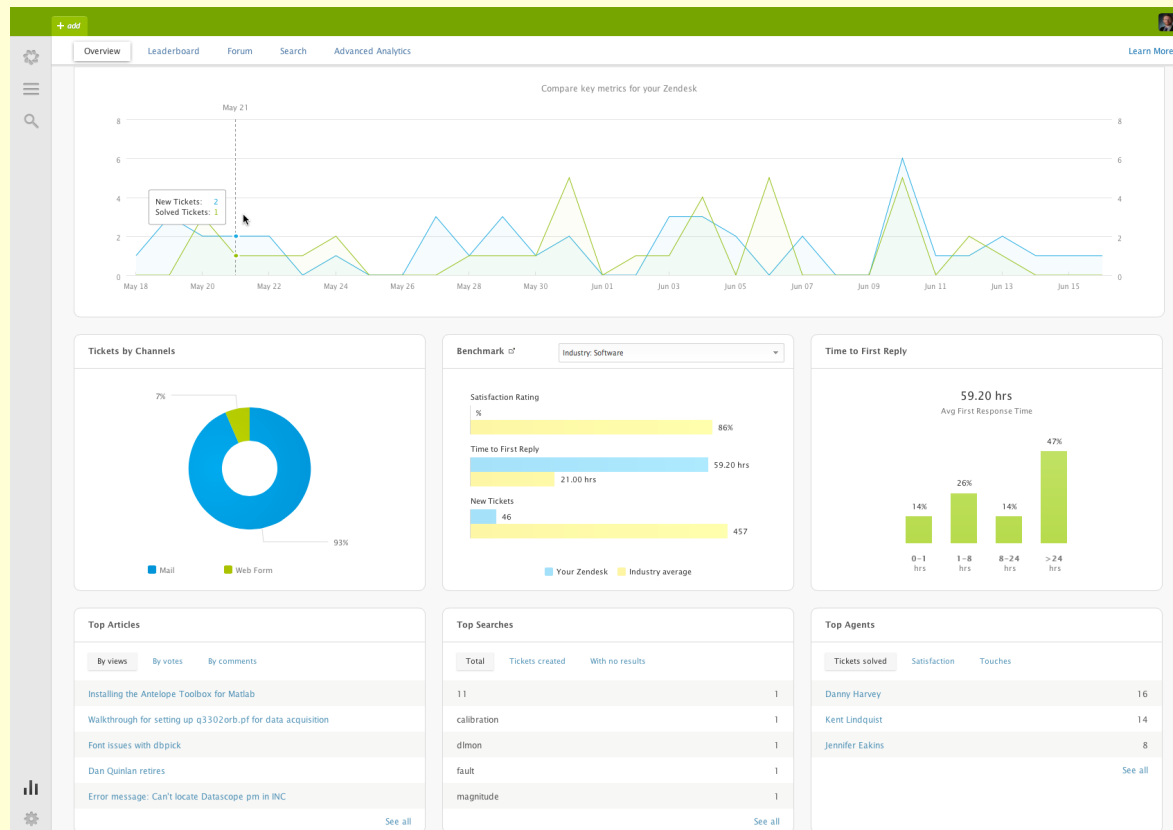 + add
Overview Leaderboard Forum Search Advanced Analytics Learn More
Compare key metrics for your Zendesk
May 21
8 8
6 6
4 4
2 2
0 0
New Tickets: 2
Solved Tickets: 1
May 18 May 20 May 22 May 24 May 26 May 28 May 30 Jun 01 Jun 03 Jun 05 Jun 07 Jun 09 Jun 11 Jun 13 Jun 15
Tickets by Channels
7%
93%
Mail Web Form
Benchmark Industry: Software
Satisfaction Rating
%
86%
Time to First Reply
59.20 hrs
21.00 hrs
New Tickets
46
457
Your Zendesk Industry average
Time to First Reply
59.20 hrs
Avg First Response Time
14% 26% 14% 47%
0-1 1-8 8-24 >24
hrs hrs hrs hrs
Top Articles
By views By votes By comments
Installing the Antelope Toolbox for Matlab
Walkthrough for setting up q3302orb.pf for data acquisition
Font issues with dbpick
Dan Quinlan retires
Error message: Can't locate Datascope pm in INC
See all
Top Searches
Total Tickets created With no results
11 1
calibration 1
dlmon 1
fault 1
magnitude 1
See all
Top Agents
Tickets solved Satisfaction Touches
Danny Harvey 16
Kent Lindquist 14
Jennifer Eakins 8
See all